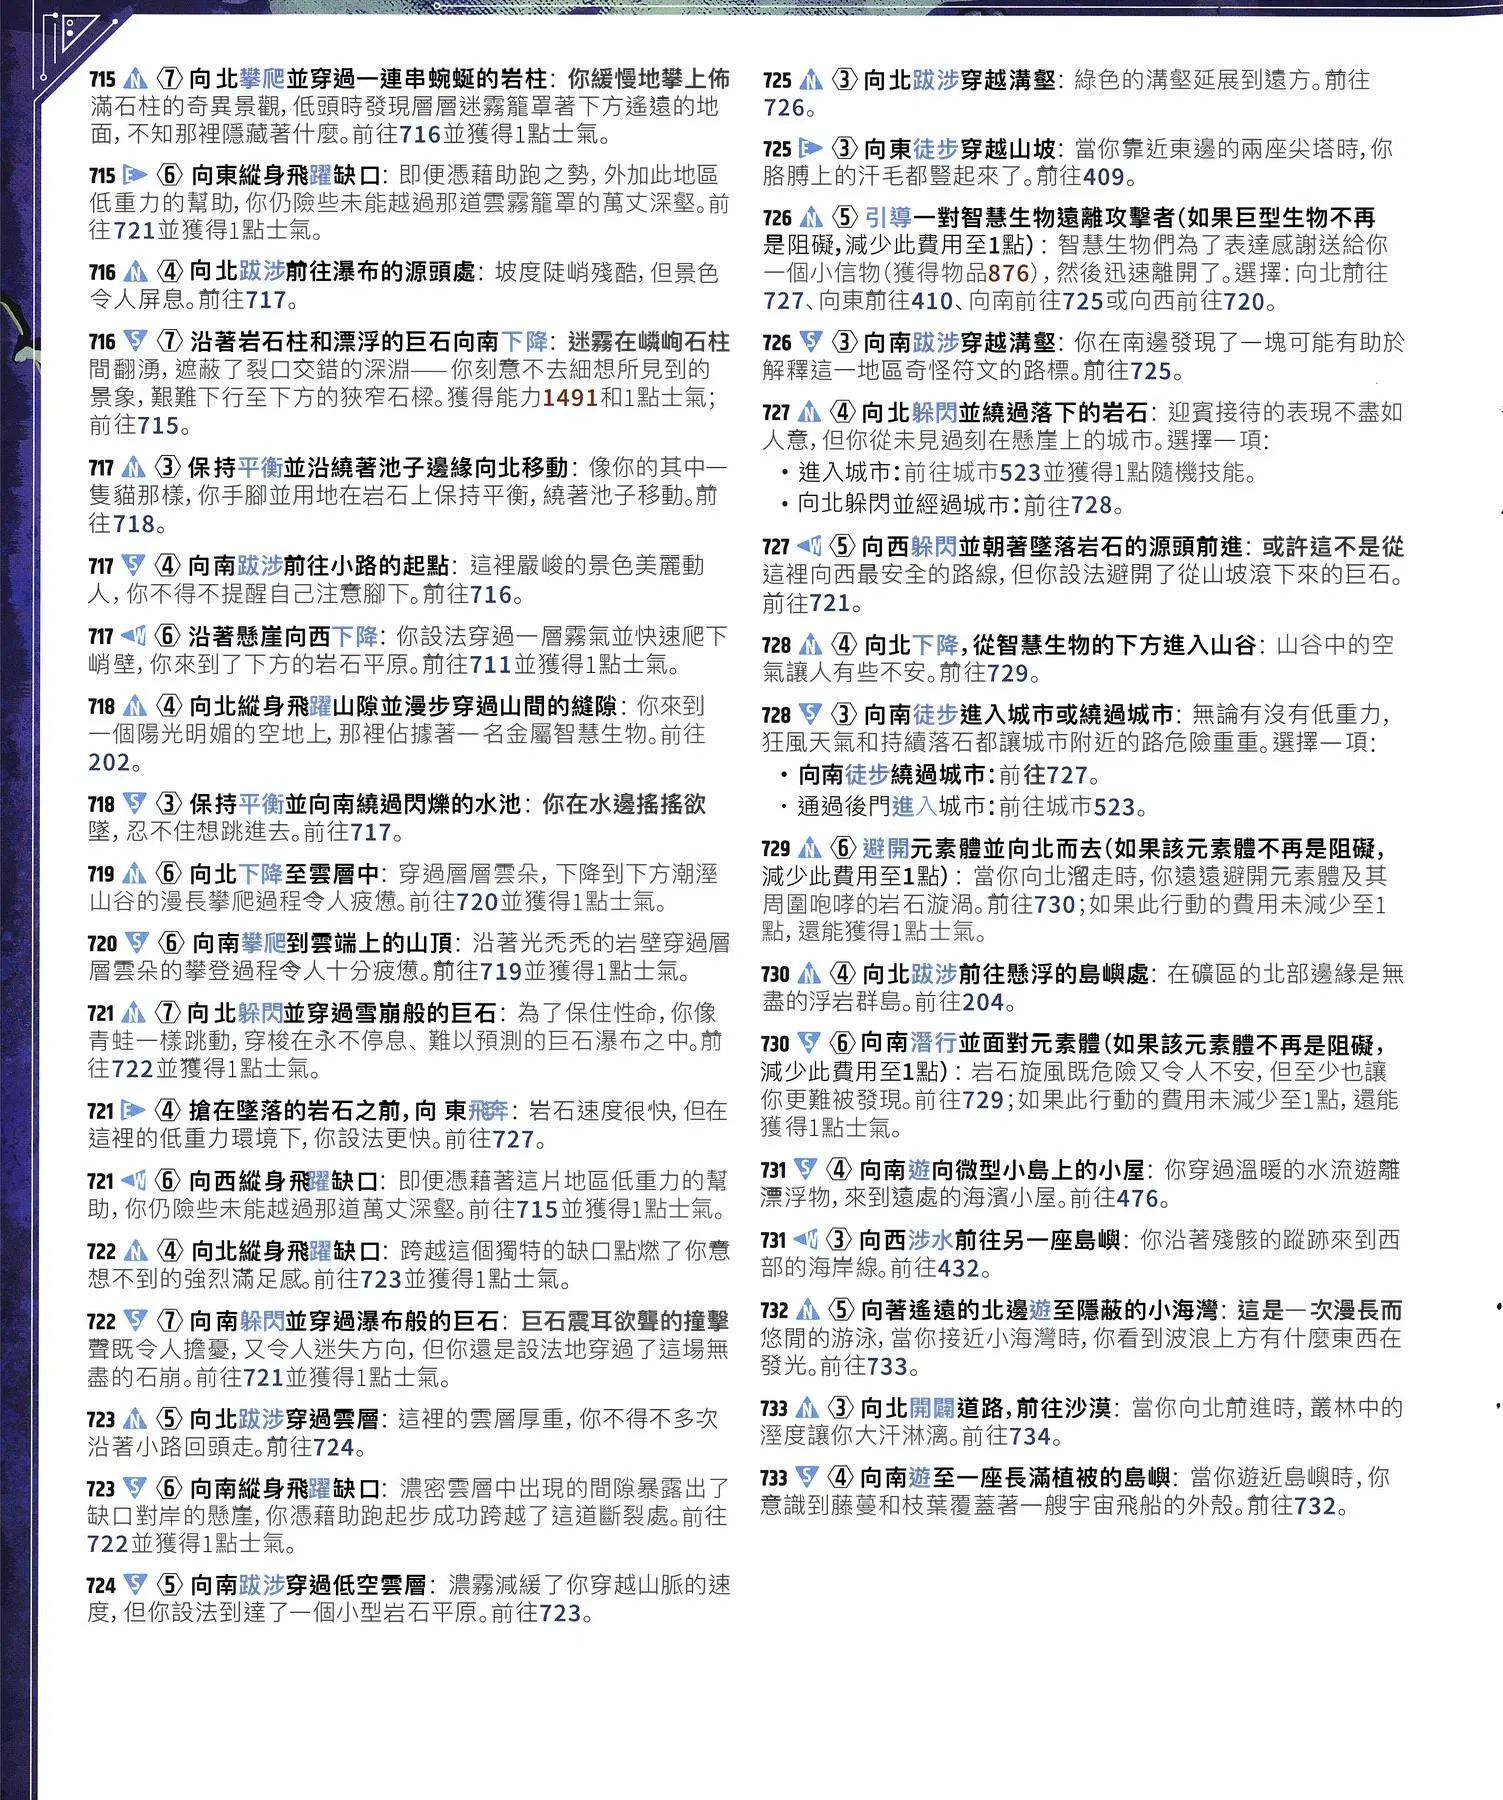 715 N 7 向北攀爬並穿過一連串蜿蜒的岩柱：你緩慢地攀上佈
滿石柱的奇異景觀，低頭時發現層層迷霧籠罩著下方遙遠的地
面，不知那裡隱藏著什麼。前往716並獲得1點士氣。
715 E 6 向東縱身飛躍缺口：即便憑藉助跑之勢，外加此地區
低重力的幫助，你仍險些未能越過那道雲霧籠罩的萬丈深壑。前
往721並獲得1點士氣。
716 N 4 向北跋涉前往瀑布的源頭處：坡度陡峭殘酷，但景色
令人屏息。前往717。
716 S 7 沿著岩石柱和漂浮的巨石向南下降：迷霧在嶙峋石柱
間翻湧，遮蔽了裂口交錯的深淵——你刻意不去細想所見到的
景象，艱難下行至下方的狹窄石樑。獲得能力1491和1點士氣；
前往715。
717 N 3 保持平衡並沿繞著池子邊緣向北移動：像你的其中一
隻貓那樣，你手腳並用地在岩石上保持平衡，繞著池子移動。前
往718。
717 S 4 向南跋涉前往小路的起點：這裡嚴峻的景色美麗動
人，你不得不提醒自己注意腳下。前往716。
717 W 6 沿著懸崖向西下降：你設法穿過一層霧氣並快速爬下
峭壁，你來到了下方的岩石平原。前往711並獲得1點士氣。
718 N 4 向北縱身飛躍山隙並漫步穿過山間的縫隙：你來到
一個陽光明媚的空地上，那裡佔據著一名金屬智慧生物。前往
202。
718 S 3 保持平衡並向南繞過閃爍的水池：你在水邊搖搖欲
墜，忍不住想跳進去。前往717。
719 N 6 向北下降至雲層中：穿過層層雲朵，下降到下方潮溼
山谷的漫長攀爬過程令人疲憊。前往720並獲得1點士氣。
720 S 6 向南攀爬到雲端上的山頂：沿著光禿禿的岩壁穿過層
層雲朵的攀登過程令人十分疲憊。前往719並獲得1點士氣。
721 N 7 向北躲閃並穿過雪崩般的巨石：為了保住性命，你像
青蛙一樣跳動，穿梭在永不停息、難以預測的巨石瀑布之中。前
往722並獲得1點士氣。
721 E 4 搶在墜落的岩石之前，向東飛奔：岩石速度很快，但在
這裡的低重力環境下，你設法更快。前往727。
721 W 6 向西縱身飛躍缺口：即便憑藉著這片地區低重力的幫
助，你仍險些未能越過那道萬丈深壑。前往715並獲得1點士氣。
722 N 4 向北縱身飛躍缺口：跨越這個獨特的缺口點燃了你意
想不到的強烈滿足感。前往723並獲得1點士氣。
722 S 7 向南躲閃並穿過瀑布般的巨石：巨石震耳欲聾的撞擊
聲既令人擔憂，又令人迷失方向，但你還是設法地穿過了這場無
盡的石崩。前往721並獲得1點士氣。
723 N 5 向北跋涉穿過雲層：這裡的雲層厚重，你不得不多次
沿著小路回頭走。前往724。
723 S 6 向南縱身飛躍缺口：濃密雲層中出現的間隙暴露出了
缺口對岸的懸崖，你憑藉助跑起步成功跨越了這道斷裂處。前往
722並獲得1點士氣。
724 S 5 向南跋涉穿過低空雲層：濃霧減緩了你穿越山脈的速
度，但你設法到達了一個小型岩石平原。前往723。
725 N 3 向北跋涉穿越溝壑：綠色的溝壑延展到遠方。前往
726。
725 E 3 向東徒步穿越山坡：當你靠近東邊的兩座尖塔時，你
胳膊上的汗毛都豎起來了。前往409。
726 N 5 引導一對智慧生物遠離攻擊者（如果巨型生物不再
是阻礙，減少此費用至1點）：智慧生物們為了表達感謝送給你
一個小信物（獲得物品876），然後迅速離開了。選擇：向北前往
727、向東前往410、向南前往725或向西前往720。
726 S 3 向南跋涉穿越溝壑：你在南邊發現了一塊可能有助於
解釋這一地區奇怪符文的路標。前往725。
727 N 4 向北躲閃並繞過落下的岩石：迎賓接待的表現不盡如
人意，但你從未見過刻在懸崖上的城市。選擇一項：
・進入城市：前往城市523並獲得1點隨機技能。
・向北躲閃並經過城市：前往728。
727 W 5 向西躲閃並朝著墜落岩石的源頭前進：或許這不是從
這裡向西最安全的路線，但你設法避開了從山坡滾下來的巨石。
前往721。
728 N 4 向北下降，從智慧生物的下方進入山谷：山谷中的空
氣讓人有些不安。前往729。
728 S 3 向南徒步進入城市或繞過城市：無論有沒有低重力，
狂風天氣和持續落石都讓城市附近的路危險重重。選擇一項：
・向南徒步繞過城市：前往727。
・通過後門進入城市：前往城市523。
729 N 6 避開元素體並向北而去（如果該元素體不再是阻礙，
減少此費用至1點）：當你向北溜走時，你遠遠避開元素體及其
周圍咆哮的岩石漩渦。前往730；如果此行動的費用未減少至1
點，還能獲得1點士氣。
730 N 4 向北跋涉前往懸浮的島嶼處：在礦區的北部邊緣是無
盡的浮岩群島。前往204。
730 S 6 向南潛行並面對元素體（如果該元素體不再是阻礙，
減少此費用至1點）：岩石旋風既危險又令人不安，但至少也讓
你更難被發現。前往729；如果此行動的費用未減少至1點，還能
獲得1點士氣。
731 S 4 向南遊向微型小島上的小屋：你穿過溫暖的水流遊離
漂浮物，來到遠處的海濱小屋。前往476。
731 W 3 向西涉水前往另一座島嶼：你沿著殘骸的蹤跡來到西
部的海岸線。前往432。
732 N 5 向著遙遠的北邊遊至隱蔽的小海灣：這是一次漫長而
悠閒的游泳，當你接近小海灣時，你看到波浪上方有什麼東西在
發光。前往733。
733 N 3 向北開闢道路，前往沙漠：當你向北前進時，叢林中的
溼度讓你大汗淋漓。前往734。
733 S 4 向南遊至一座長滿植被的島嶼：當你遊近島嶼時，你
意識到藤蔓和枝葉覆蓋著一艘宇宙飛船的外殼。前往732。